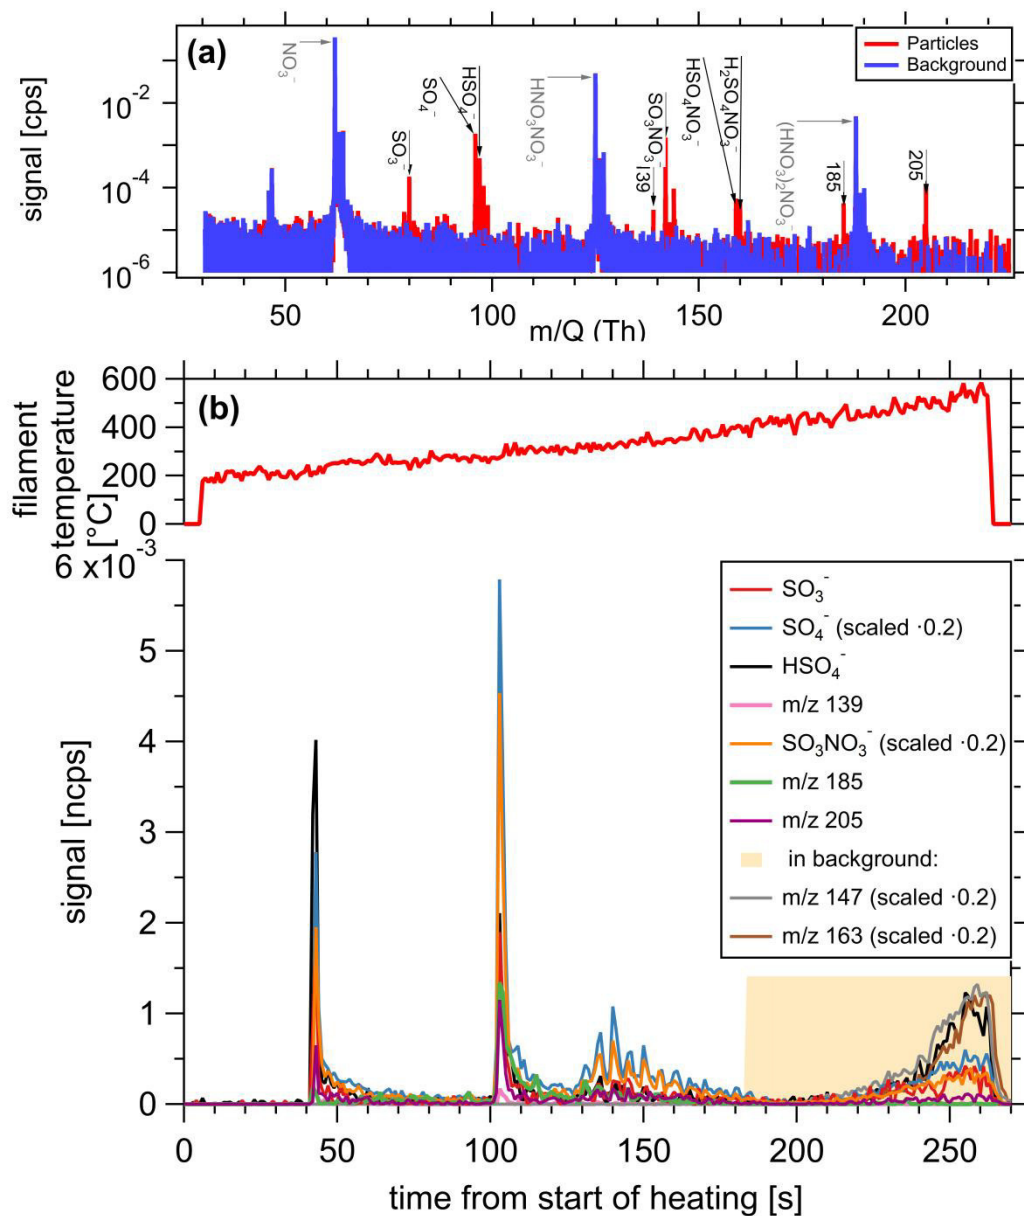 (a)
Particles
Background
signal [cps]
10⁻²
10⁻⁴
10⁻⁶
NO₃⁻
SO₃⁻
SO₄⁻
HSO₄⁻
HNO₃NO₃⁻
139
SO₃NO₃⁻
HSO₄NO₃⁻
H₂SO₄NO₃⁻
(HNO₃)₂NO₃⁻
185
205
50
100
150
200
m/Q (Th)
(b)
filament
temperature
[°C]
600
400
200
0
6 x10⁻³
5
4
3
2
1
0
signal [ncps]
SO₃⁻
SO₄⁻ (scaled ·0.2)
HSO₄⁻
m/z 139
SO₃NO₃⁻ (scaled ·0.2)
m/z 185
m/z 205
in background:
m/z 147 (scaled ·0.2)
m/z 163 (scaled ·0.2)
0
50
100
150
200
250
time from start of heating [s]